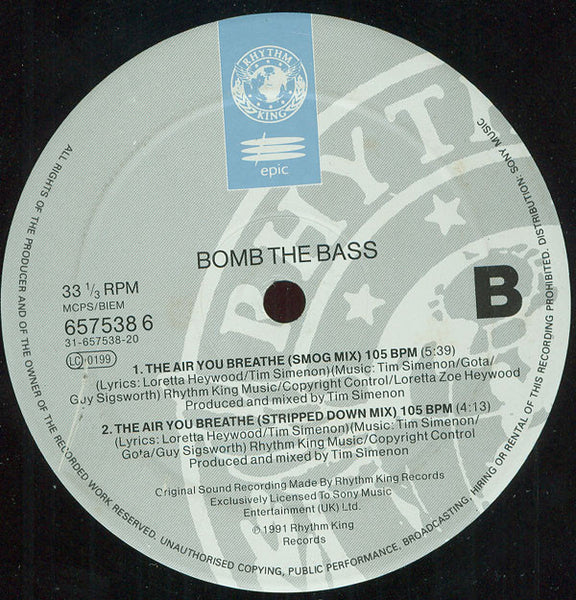 RHYTHM
KING
epic
RHYTHM
BOMB THE BASS
33 1/3 RPM
MCPS/BIEM
657538 6
31-657538-20
LC 0199
B
1. THE AIR YOU BREATHE (SMOG MIX) 105 BPM (5:39)
(Lyrics: Loretta Heywood/Tim Simenon)(Music: Tim Simenon/Gota/
Guy Sigsworth) Rhythm King Music/Copyright Control/Loretta Zoe Heywood
Produced and mixed by Tim Simenon
2. THE AIR YOU BREATHE (STRIPPED DOWN MIX) 105 BPM (4:13)
(Lyrics: Loretta Heywood/Tim Simenon)(Music: Tim Simenon/
Gota/Guy Sigsworth) Rhythm King Music/Copyright Control
Produced and mixed by Tim Simenon
Original Sound Recording Made By Rhythm King Records
Exclusively Licensed To Sony Music
Entertainment (UK) Ltd.
℗ 1991 Rhythm King
Records
ALL RIGHTS OF THE PRODUCER AND OF THE OWNER OF THE RECORDED WORK RESERVED. UNAUTHORISED COPYING, PUBLIC PERFORMANCE, BROADCASTING, HIRING OR RENTAL OF THIS RECORDING PROHIBITED. DISTRIBUTION: SONY MUSIC